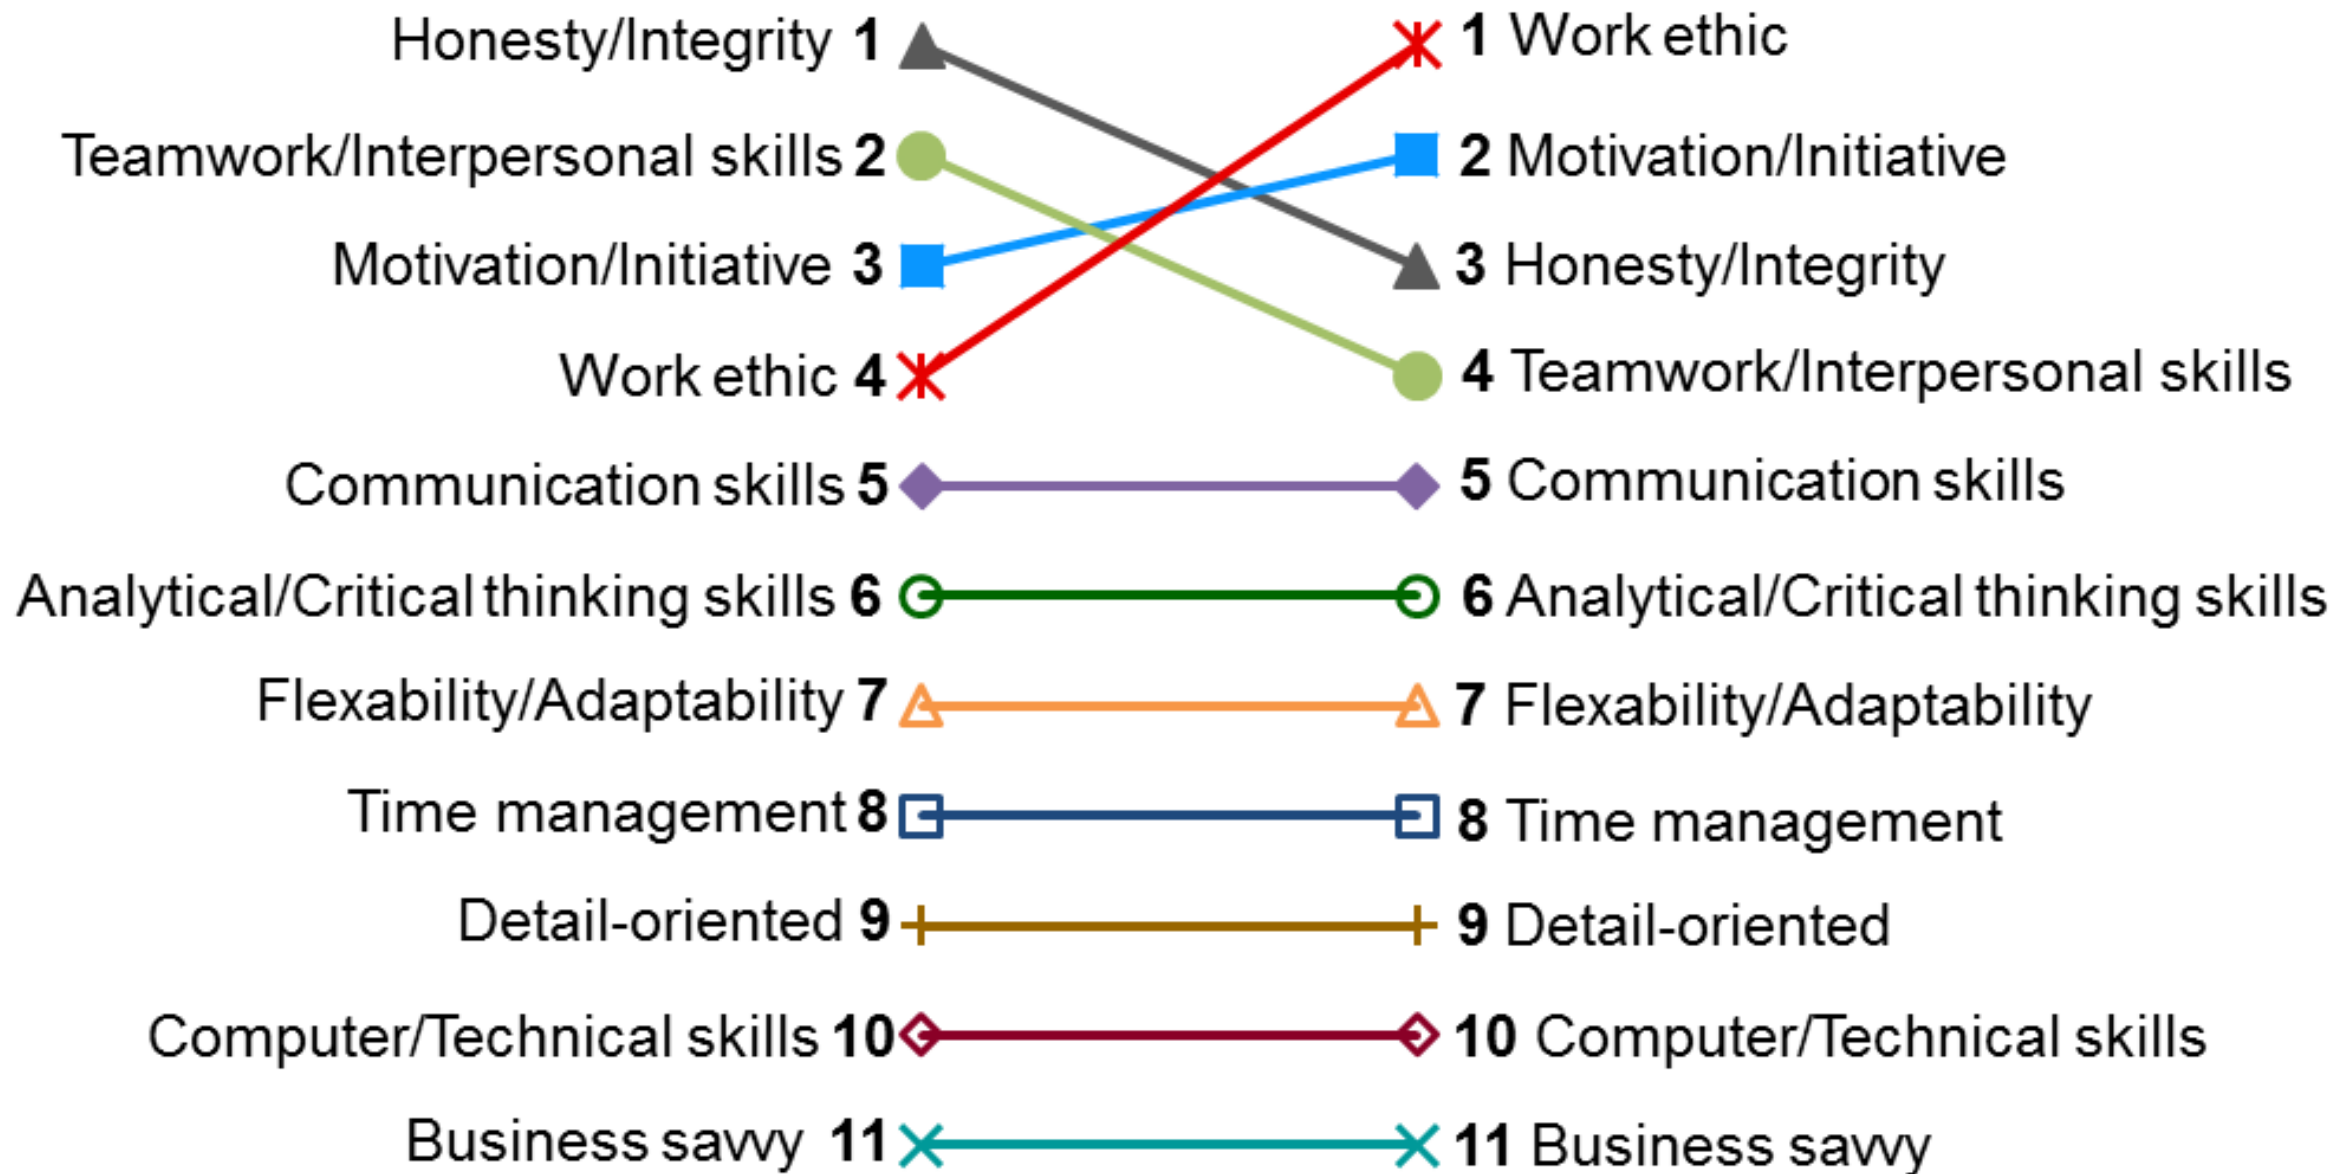 Honesty/Integrity 1
1 Work ethic
Teamwork/Interpersonal skills 2
2 Motivation/Initiative
Motivation/Initiative 3
3 Honesty/Integrity
Work ethic 4
4 Teamwork/Interpersonal skills
Communication skills 5
5 Communication skills
Analytical/Critical thinking skills 6
6 Analytical/Critical thinking skills
Flexability/Adaptability 7
7 Flexability/Adaptability
Time management 8
8 Time management
Detail-oriented 9
9 Detail-oriented
Computer/Technical skills 10
10 Computer/Technical skills
Business savvy 11
11 Business savvy